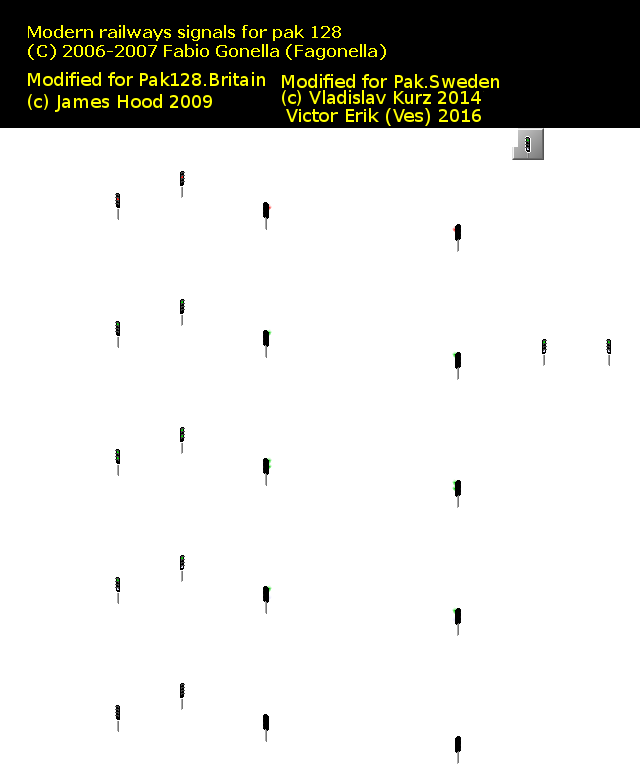 Modern railways signals for pak 128
(C) 2006-2007 Fabio Gonella (Fagonella)
Modified for Pak128.Britain
(c) James Hood 2009
Modified for Pak.Sweden
(c) Vladislav Kurz 2014
Victor Erik (Ves) 2016